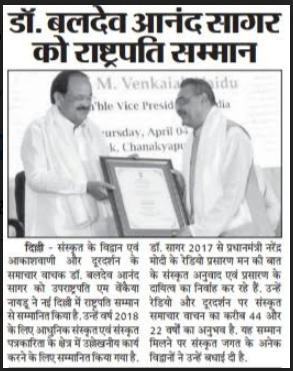 डॉ. बलदेव आनंद सागर
को राष्ट्रपति सम्मान
M. Venkaiah Naidu
'ble Vice Presid dia
ursday, April 04
k, Chanakyapu
दिल्ली - संस्कृत के विद्वान एवं
आकाशवाणी और दूरदर्शन के
समाचार वाचक डॉ. बलदेव आनंद
सागर को उपराष्ट्रपति एम वेंकैया
नायडू ने नई दिल्ली में राष्ट्रपति सम्मान
से सम्मानित किया है. उन्हें वर्ष 2018
के लिए आधुनिक संस्कृत एवं संस्कृत
पत्रकारिता के क्षेत्र में उल्लेखनीय कार्य
करने के लिए सम्मानित किया गया है.
डॉ. सागर 2017 से प्रधानमंत्री नरेंद्र
मोदी के रेडियो प्रसारण मन की बात
के संस्कृत अनुवाद एवं प्रसारण के
दायित्व का निर्वाह कर रहे हैं. उन्हें
रेडियो और दूरदर्शन पर संस्कृत
समाचार वाचन का करीब 44 और
22 वर्षों का अनुभव है. यह सम्मान
मिलने पर संस्कृत जगत के अनेक
विद्वानों ने उन्हें बधाई दी है.